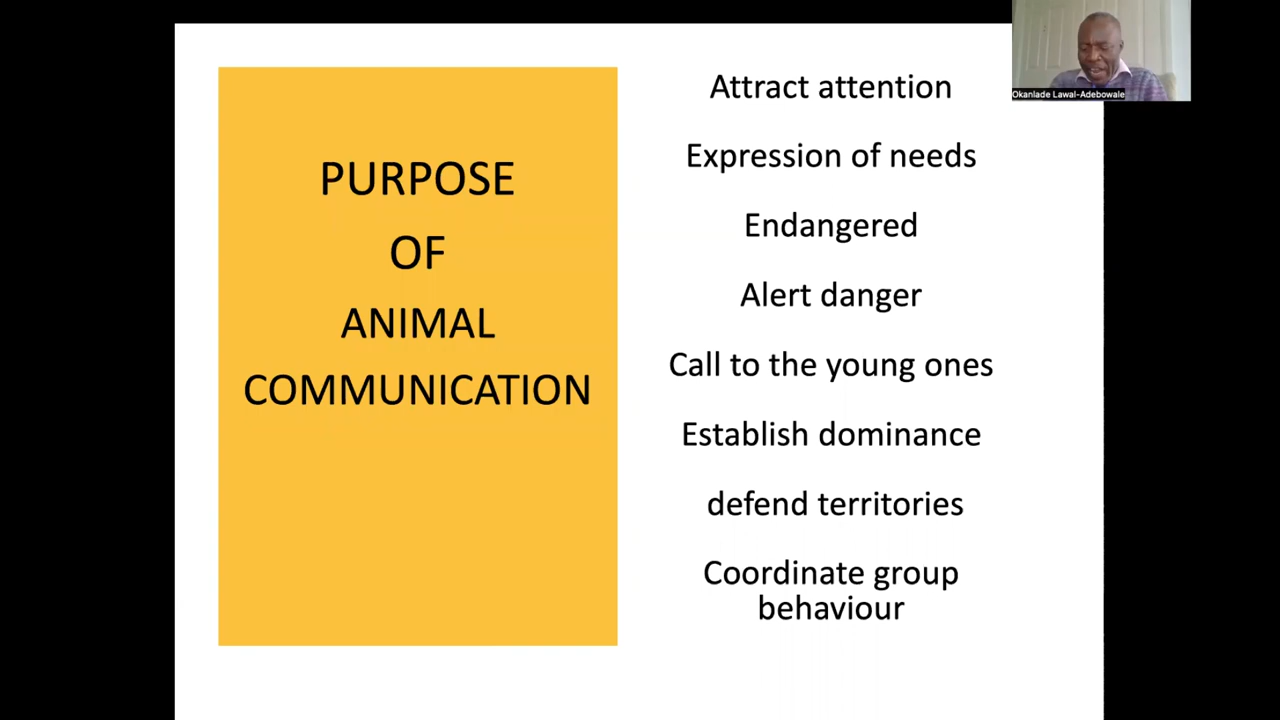 PURPOSE
OF
ANIMAL
COMMUNICATION
Attract attention
Expression of needs
Endangered
Alert danger
Call to the young ones
Establish dominance
defend territories
Coordinate group
behaviour
Okanlade Lawal-Adebowale